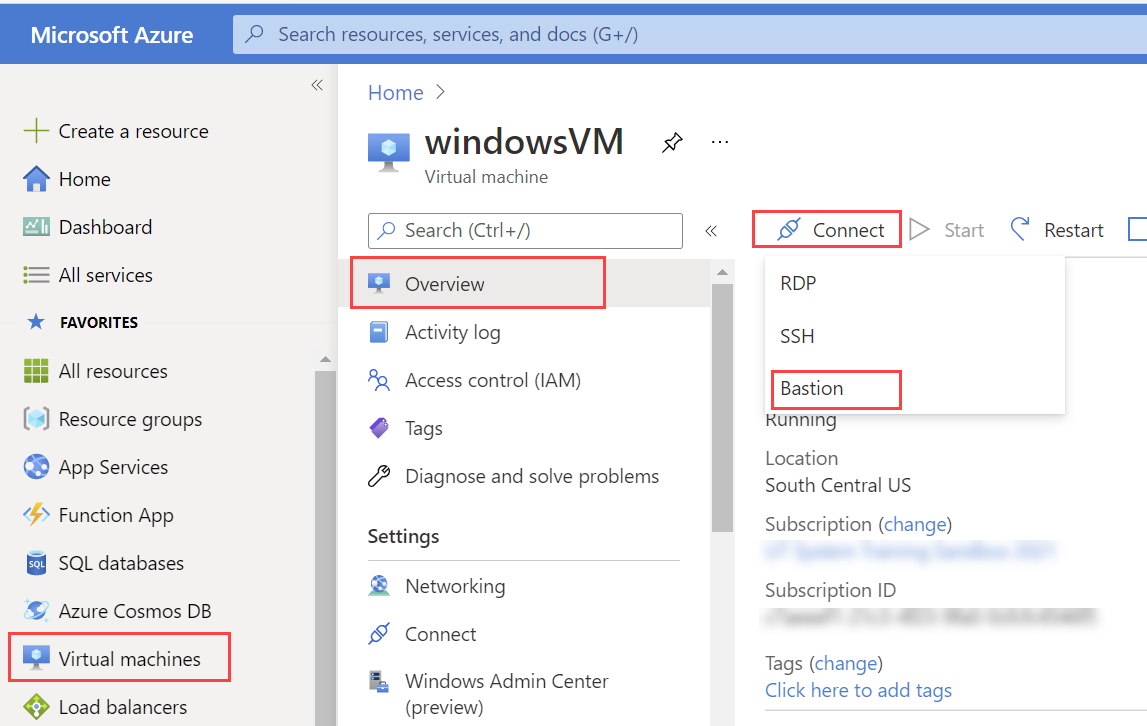 Microsoft Azure
Search resources, services, and docs (G+/)
Create a resource
Home
Dashboard
All services
FAVORITES
All resources
Resource groups
App Services
Function App
SQL databases
Azure Cosmos DB
Virtual machines
Load balancers
Home
windowsVM
Virtual machine
Search (Ctrl+/)
Overview
Activity log
Access control (IAM)
Tags
Diagnose and solve problems
Settings
Networking
Connect
Windows Admin Center
(preview)
Connect Start Restart
RDP
SSH
Bastion
Running
Location
South Central US
Subscription (change)
Subscription ID
Tags (change)
Click here to add tags